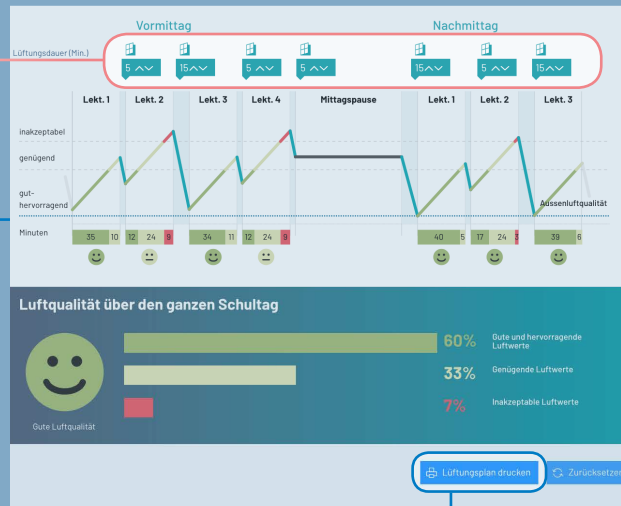 Vormittag
Nachmittag
Lüftungsdauer (Min.)
5
15
5
5
15
5
15
Lekt. 1
Lekt. 2
Lekt. 3
Lekt. 4
Mittagspause
Lekt. 1
Lekt. 2
Lekt. 3
inakzeptabel
genügend
gut–
hervorragend
Aussenluftqualität
Minuten
35 10 12 24 9 34 11 12 24 9 40 5 17 24 3 39 6
Luftqualität über den ganzen Schultag
60%
Gute und hervorragende
Luftwerte
33%
Genügende Luftwerte
7%
Inakzeptable Luftwerte
Gute Luftqualität
Lüftungsplan drucken
Zurücksetzen